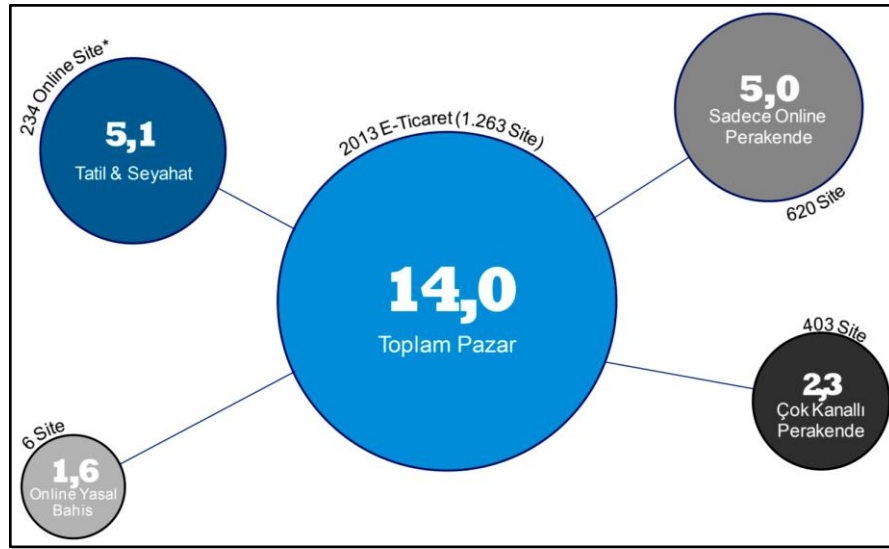 234 Online Site*
5,1
Tatil & Seyahat
2013 E-Ticaret (1.263 Site)
14,0
Toplam Pazar
5,0
Sadece Online
Perakende
620 Site
403 Site
2,3
Çok Kanallı
Perakende
6 Site
1,6
Online Yasal
Bahis